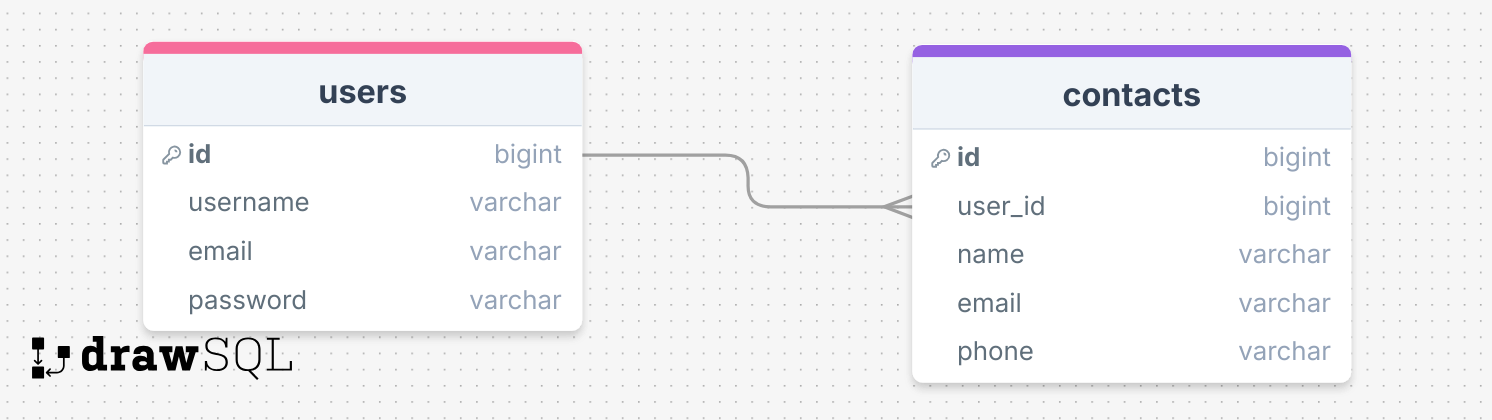 users
id bigint
username varchar
email varchar
password varchar
drawSQL
contacts
id bigint
user_id bigint
name varchar
email varchar
phone varchar